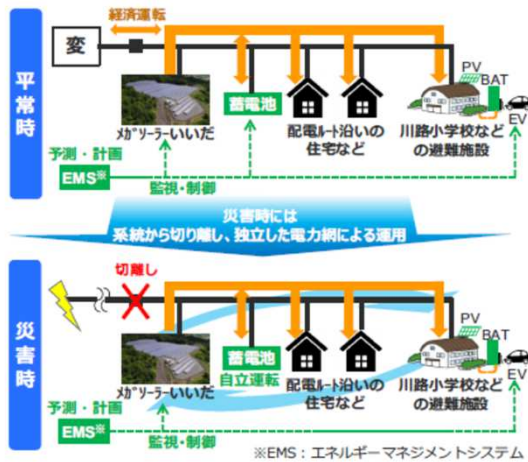 平常時
経済運転
変
ﾒｶﾞｿｰﾗｰいいだ
蓄電池
配電ﾙｰﾄ沿いの
住宅など
PV
BAT
EV
川路小学校など
の避難施設
予測・計画
EMS※
監視・制御
災害時には
系統から切り離し、独立した電力網による運用
災害時
切離し
ﾒｶﾞｿｰﾗｰいいだ
蓄電池
自立運転
配電ﾙｰﾄ沿いの
住宅など
PV
BAT
EV
川路小学校など
の避難施設
予測・計画
EMS※
監視・制御
※EMS：エネルギーマネジメントシステム